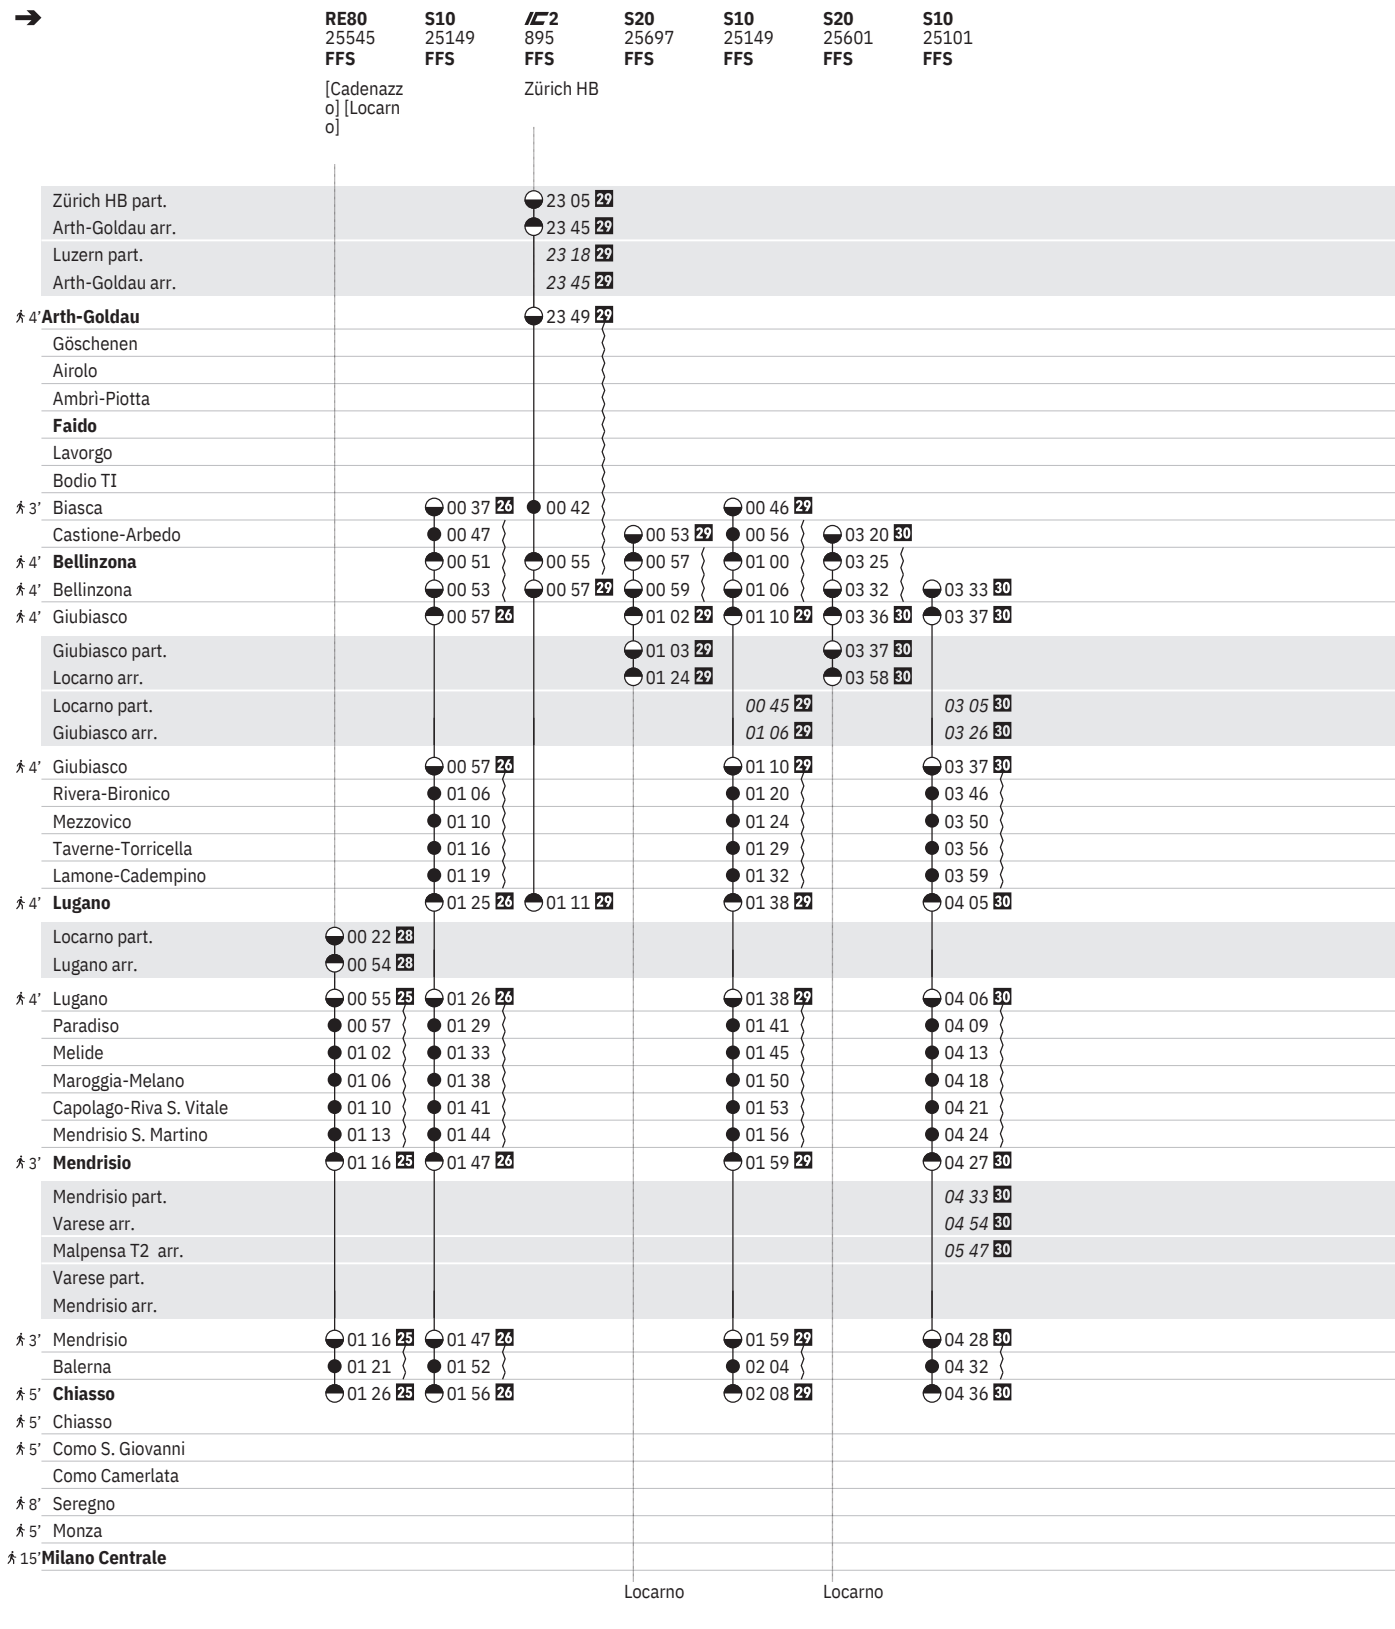 RE80 S10 IC2 S20 S10 S20 S10
25545 25149 895 25697 25149 25601 25101
FFS FFS FFS FFS FFS FFS FFS
[Cadenazz Zürich HB
o] [Locarn
o]
Zürich HB part. 23 05 29
Arth-Goldau arr. 23 45 29
Luzern part. 23 18 29
Arth-Goldau arr. 23 45 29
4’ Arth-Goldau 23 49 29
Göschenen
Airolo
Ambrì-Piotta
Faido
Lavorgo
Bodio TI
3’ Biasca 00 37 26 00 42 00 46 29
Castione-Arbedo 00 47 00 53 29 00 56 03 20 30
4’ Bellinzona 00 51 00 55 00 57 01 00 03 25
4’ Bellinzona 00 53 00 57 29 00 59 01 06 03 32 03 33 30
4’ Giubiasco 00 57 26 01 02 29 01 10 29 03 36 30 03 37 30
Giubiasco part. 01 03 29 03 37 30
Locarno arr. 01 24 29 03 58 30
Locarno part. 00 45 29 03 05 30
Giubiasco arr. 01 06 29 03 26 30
4’ Giubiasco 00 57 26 01 10 29 03 37 30
Rivera-Bironico 01 06 01 20 03 46
Mezzovico 01 10 01 24 03 50
Taverne-Torricella 01 16 01 29 03 56
Lamone-Cadempino 01 19 01 32 03 59
4’ Lugano 01 25 26 01 11 29 01 38 29 04 05 30
Locarno part. 00 22 28
Lugano arr. 00 54 28
4’ Lugano 00 55 25 01 26 26 01 38 29 04 06 30
Paradiso 00 57 01 29 01 41 04 09
Melide 01 02 01 33 01 45 04 13
Maroggia-Melano 01 06 01 38 01 50 04 18
Capolago-Riva S. Vitale 01 10 01 41 01 53 04 21
Mendrisio S. Martino 01 13 01 44 01 56 04 24
3’ Mendrisio 01 16 25 01 47 26 01 59 29 04 27 30
Mendrisio part. 04 33 30
Varese arr. 04 54 30
Malpensa T2 arr. 05 47 30
Varese part.
Mendrisio arr.
3’ Mendrisio 01 16 25 01 47 26 01 59 29 04 28 30
Balerna 01 21 01 52 02 04 04 32
5’ Chiasso 01 26 25 01 56 26 02 08 29 04 36 30
5’ Chiasso
5’ Como S. Giovanni
Como Camerlata
8’ Seregno
5’ Monza
15’ Milano Centrale
Locarno Locarno